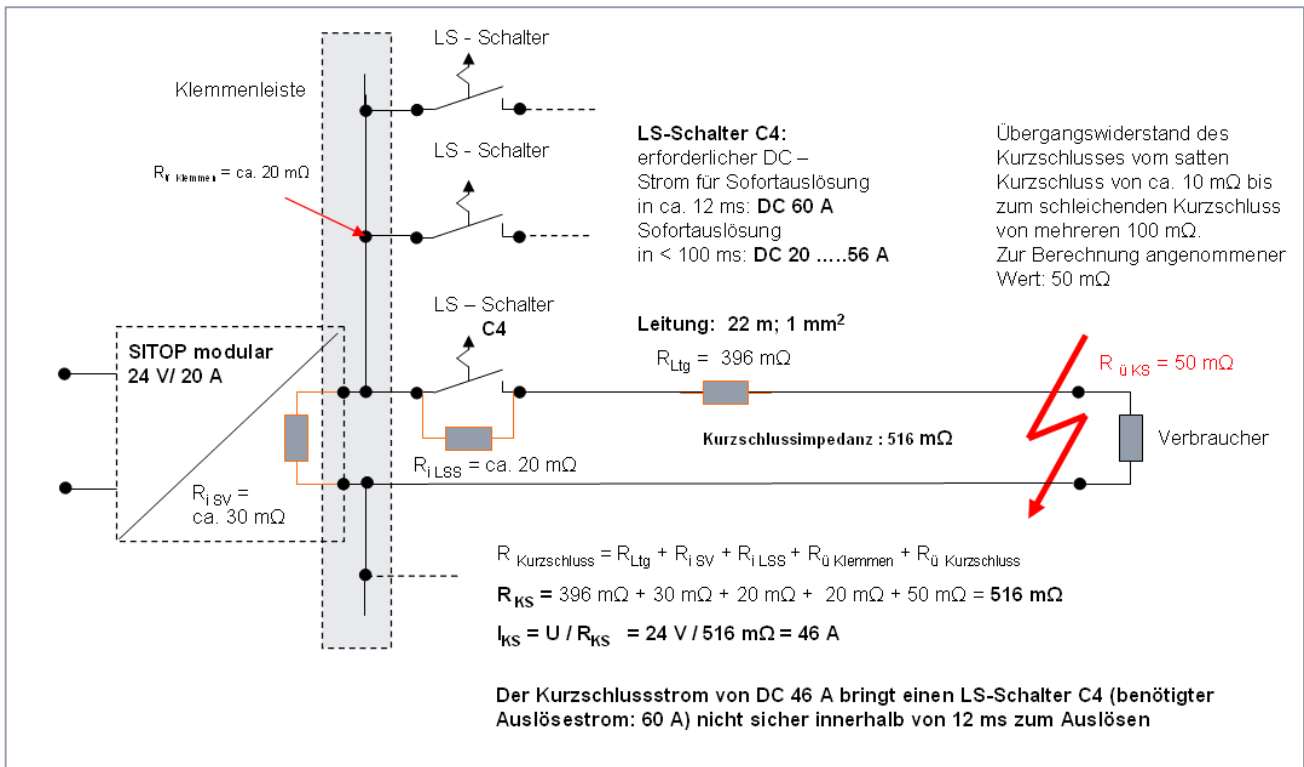 LS - Schalter
Klemmenleiste
R ü Klemmen = ca. 20 mΩ
LS - Schalter
LS-Schalter C4:
erforderlicher DC –
Strom für Sofortauslösung
in ca. 12 ms: DC 60 A
Sofortauslösung
in < 100 ms: DC 20 .....56 A
Übergangswiderstand des
Kurzschlusses vom satten
Kurzschluss von ca. 10 mΩ bis
zum schleichenden Kurzschluss
von mehreren 100 mΩ.
Zur Berechnung angenommener
Wert: 50 mΩ
LS – Schalter
C4
Leitung: 22 m; 1 mm²
R Ltg = 396 mΩ
SITOP modular
24 V/ 20 A
R ü KS = 50 mΩ
Kurzschlussimpedanz : 516 mΩ
Verbraucher
R i LSS = ca. 20 mΩ
R i SV =
ca. 30 mΩ
R Kurzschluss = R Ltg + R i SV + R i LSS + R ü Klemmen + R ü Kurzschluss
R KS = 396 mΩ + 30 mΩ + 20 mΩ + 20 mΩ + 50 mΩ = 516 mΩ
I KS = U / R KS = 24 V / 516 mΩ = 46 A
Der Kurzschlussstrom von DC 46 A bringt einen LS-Schalter C4 (benötigter
Auslösestrom: 60 A) nicht sicher innerhalb von 12 ms zum Auslösen